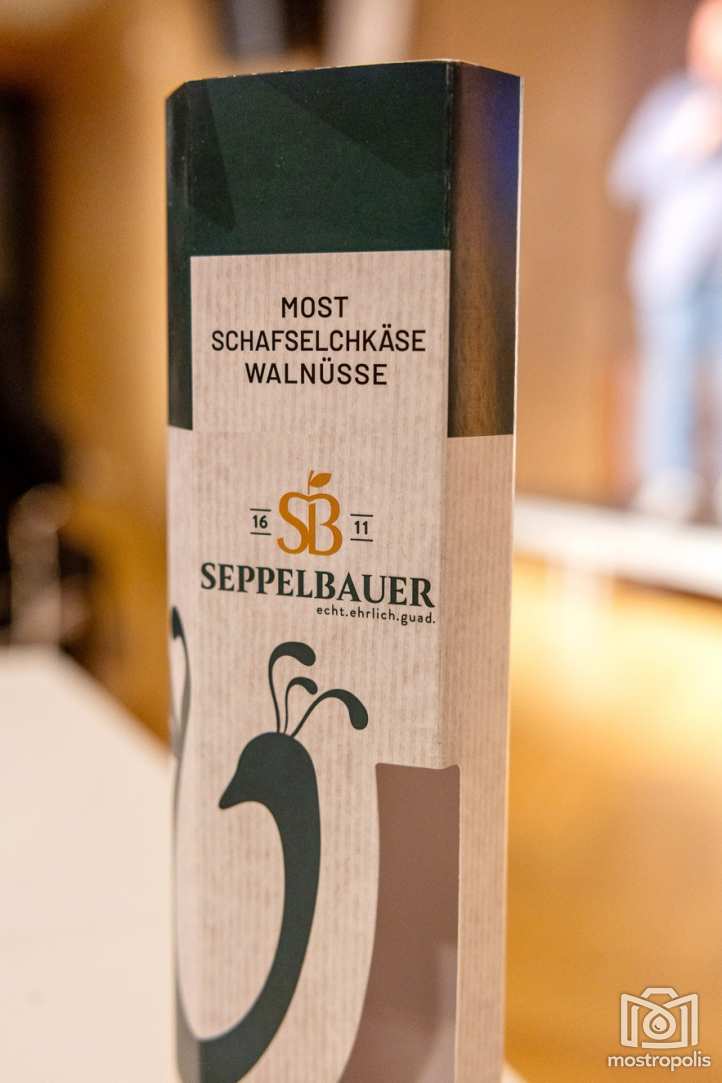 MOST
SCHAFSELCHKÄSE
WALNÜSSE
16 SB 11
SEPPELBAUER
echt.ehrlich.guad.
mostropolis